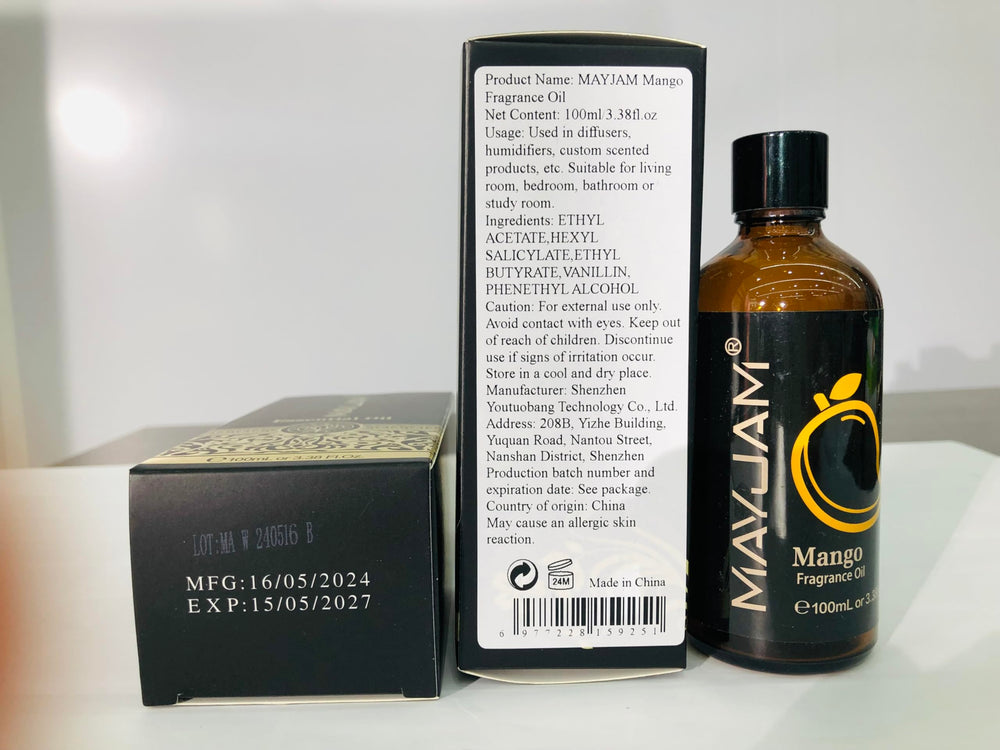 ℮100mL or 3.38 Fl.Oz
LOT:MA W 240516 B
MFG:16/05/2024
EXP:15/05/2027
Product Name: MAYJAM Mango
Fragrance Oil
Net Content: 100ml/3.38fl.oz
Usage: Used in diffusers,
humidifiers, custom scented
products, etc. Suitable for living
room, bedroom, bathroom or
study room.
Ingredients: ETHYL
ACETATE,HEXYL
SALICYLATE,ETHYL
BUTYRATE,VANILLIN,
PHENETHYL ALCOHOL
Caution: For external use only.
Avoid contact with eyes. Keep out
of reach of children. Discontinue
use if signs of irritation occur.
Store in a cool and dry place.
Manufacturer: Shenzhen
Youtuobang Technology Co., Ltd.
Address: 208B, Yizhe Building,
Yuquan Road, Nantou Street,
Nanshan District, Shenzhen
Production batch number and
expiration date: See package.
Country of origin: China
May cause an allergic skin
reaction.
24M
Made in China
6 977228 159251
MAYJAM®
Mango
Fragrance Oil
℮100mL or 3.38